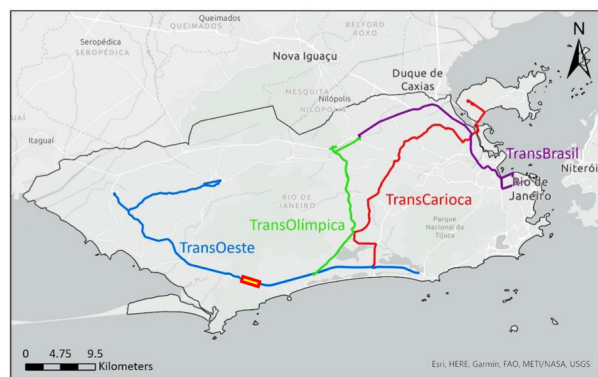 Queimados
QUEIMADOS
BELFORD
ROXO
Seropédica
SEROPÉDICA
Nova Iguaçu
Duque de
Caxias
N
MESQUITA
Nilópolis
NILÓPOLIS
Itaguaí
TransBrasil
Rio de
Janeiro
Niterói
RIO DE
JANEIRO
TransCarioca
TransOlímpica
Parque
Nacional da
Tijuca
TransOeste
0 4.75 9.5
Kilometers
Esri, HERE, Garmin, FAO, METI/NASA, USGS